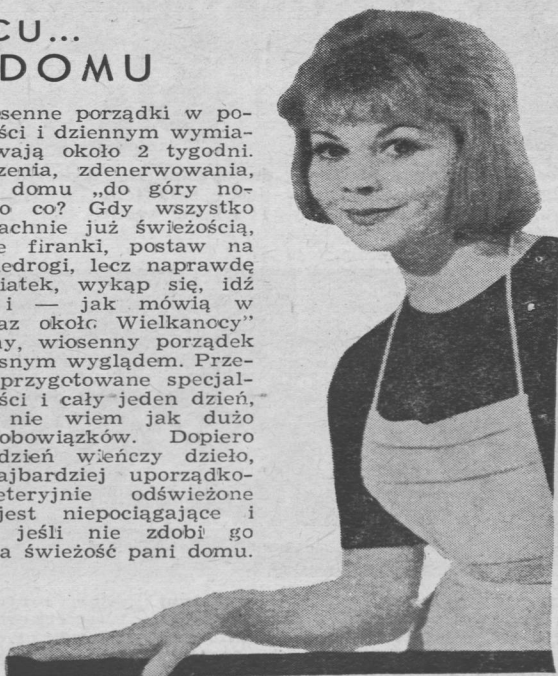 CU...
DOMU
senne porządki w po-
ści i dziennym wymia-
wają około 2 tygodni.
zenia, zdenerwowania,
domu „do góry no-
o co? Gdy wszystko
achnie już świeżością,
e firanki, postaw na
edrogi, lecz naprawdę
iatek, wykąp się, idź
i — jak mówią w
az około Wielkanocy”
ny, wiosenny porządek
snym wyglądem. Prze-
przygotowane specjal-
ści i cały jeden dzień,
nie wiem jak dużo
obowiązków. Dopiero
dzień wieńczy dzieło,
ajbardziej uporządko-
eteryjnie odświeżone
jest niepociągające i
jeśli nie zdobi go
a świeżość pani domu.